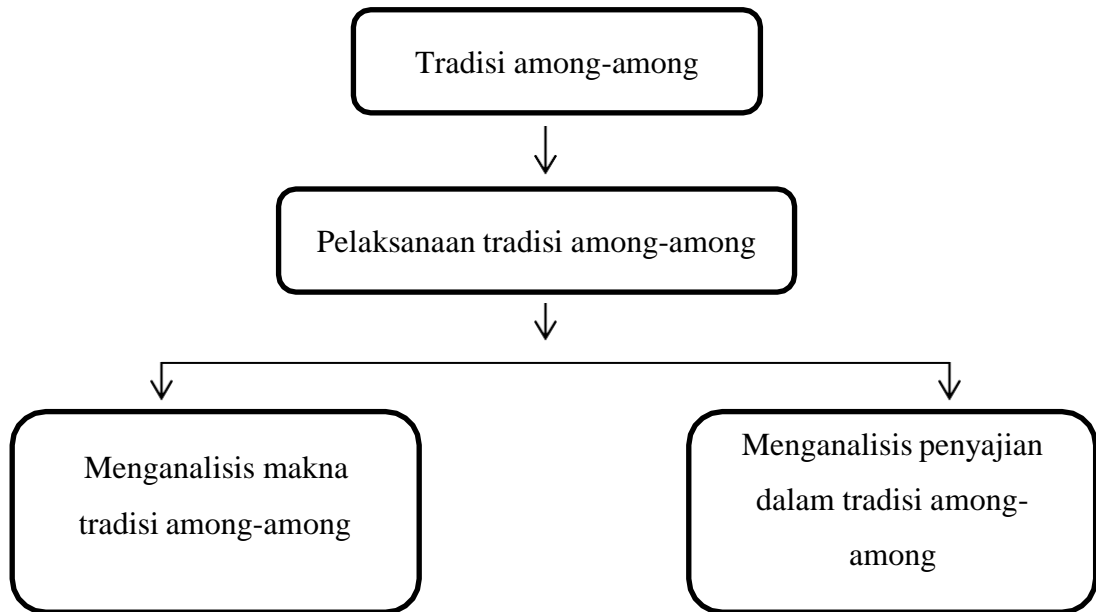 Tradisi among-among
Pelaksanaan tradisi among-among
Menganalisis makna
tradisi among-among
Menganalisis penyajian
dalam tradisi among-
among